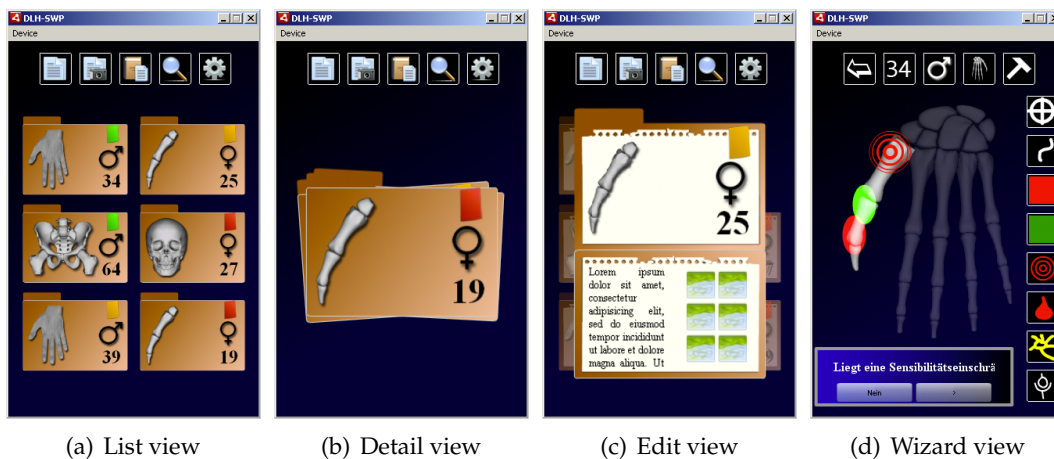 DLH-SWP
Device
34
25
64
27
39
19
DLH-SWP
Device
19
DLH-SWP
Device
25
Lorem ipsum
dolor sit amet,
consectetur
adipisicing elit,
sed do eiusmod
tempor incididunt
ut labore et dolore
magna aliqua. Ut
DLH-SWP
Device
34
Liegt eine Sensibilitätseinschrä
Nein
>
(a) List view
(b) Detail view
(c) Edit view
(d) Wizard view